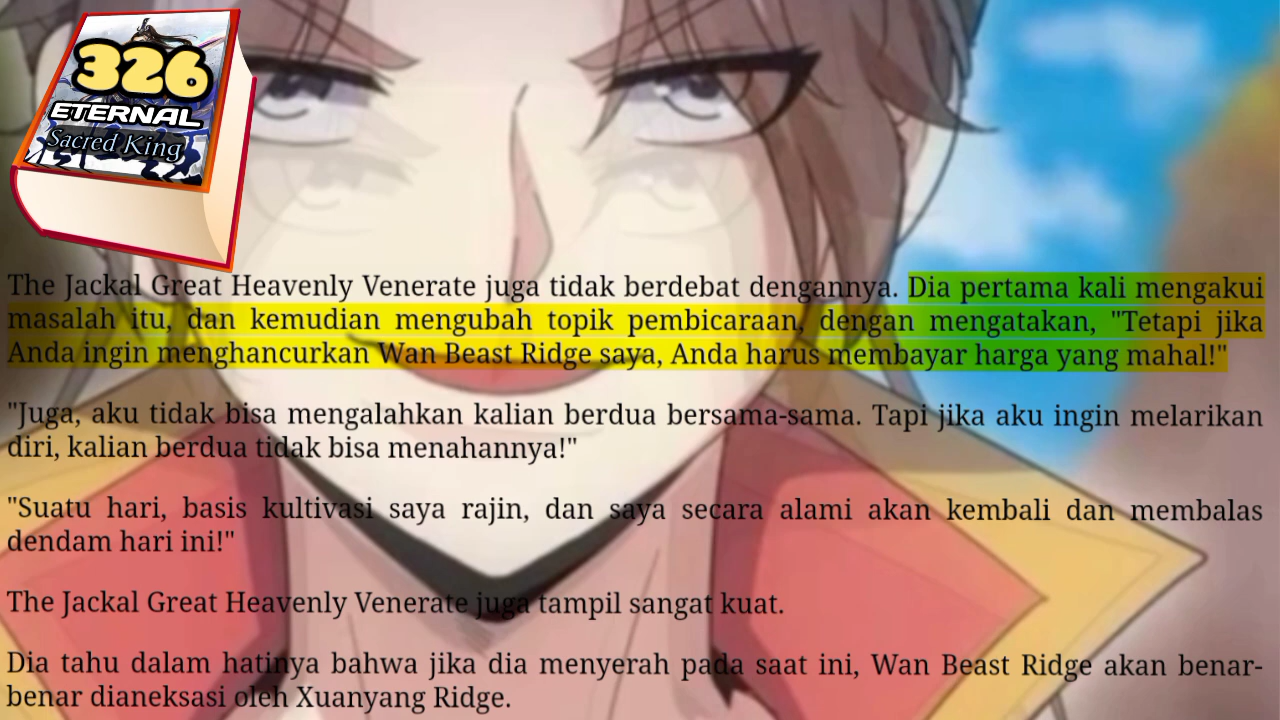 326
ETERNAL
Sacred King
The Jackal Great Heavenly Venerate juga tidak berdebat dengannya. Dia pertama kali mengakui
masalah itu, dan kemudian mengubah topik pembicaraan, dengan mengatakan, "Tetapi jika
Anda ingin menghancurkan Wan Beast Ridge saya, Anda harus membayar harga yang mahal!"
"Juga, aku tidak bisa mengalahkan kalian berdua bersama-sama. Tapi jika aku ingin melarikan
diri, kalian berdua tidak bisa menahannya!"
"Suatu hari, basis kultivasi saya rajin, dan saya secara alami akan kembali dan membalas
dendam hari ini!"
The Jackal Great Heavenly Venerate juga tampil sangat kuat.
Dia tahu dalam hatinya bahwa jika dia menyerah pada saat ini, Wan Beast Ridge akan benar-
benar dianeksasi oleh Xuanyang Ridge.